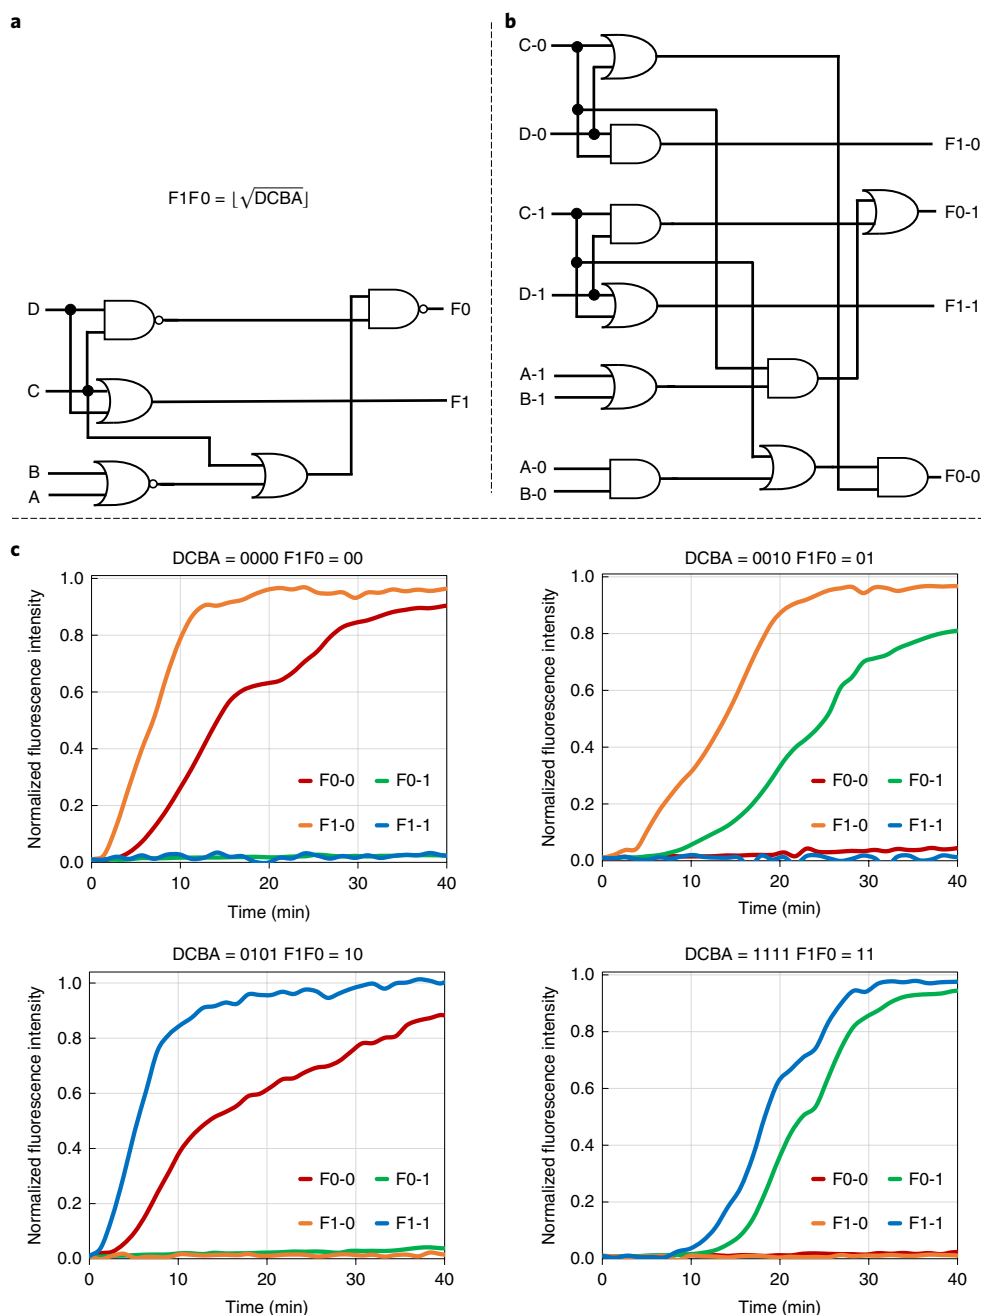 a
F1F0 = ⌊√DCBA⌋
D
F0
C
F1
B
A
b
C-0
D-0
F1-0
C-1
F0-1
D-1
F1-1
A-1
B-1
A-0
B-0
F0-0
c
DCBA = 0000 F1F0 = 00
Normalized fluorescence intensity
1.0
0.8
0.6
0.4
0.2
0.0
F0-0 F0-1
F1-0 F1-1
0 10 20 30 40
Time (min)
DCBA = 0010 F1F0 = 01
Normalized fluorescence intensity
1.0
0.8
0.6
0.4
0.2
0.0
F0-0 F0-1
F1-0 F1-1
0 10 20 30 40
Time (min)
DCBA = 0101 F1F0 = 10
Normalized fluorescence intensity
1.0
0.8
0.6
0.4
0.2
0.0
F0-0 F0-1
F1-0 F1-1
0 10 20 30 40
Time (min)
DCBA = 1111 F1F0 = 11
Normalized fluorescence intensity
1.0
0.8
0.6
0.4
0.2
0.0
F0-0 F0-1
F1-0 F1-1
0 10 20 30 40
Time (min)